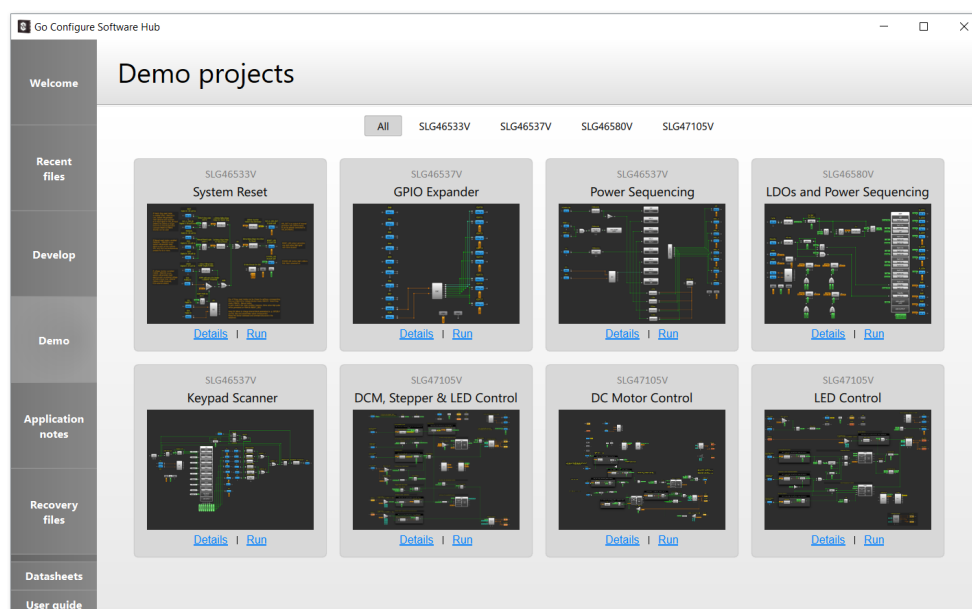 Go Configure Software Hub
Welcome
Recent
files
Develop
Demo
Application
notes
Recovery
files
Datasheets
User guide
Demo projects
All SLG46533V SLG46537V SLG46580V SLG47105V
SLG46533V
System Reset
Details | Run
SLG46537V
GPIO Expander
Details | Run
SLG46537V
Power Sequencing
Details | Run
SLG46580V
LDOs and Power Sequencing
Details | Run
SLG46537V
Keypad Scanner
Details | Run
SLG47105V
DCM, Stepper & LED Control
Details | Run
SLG47105V
DC Motor Control
Details | Run
SLG47105V
LED Control
Details | Run